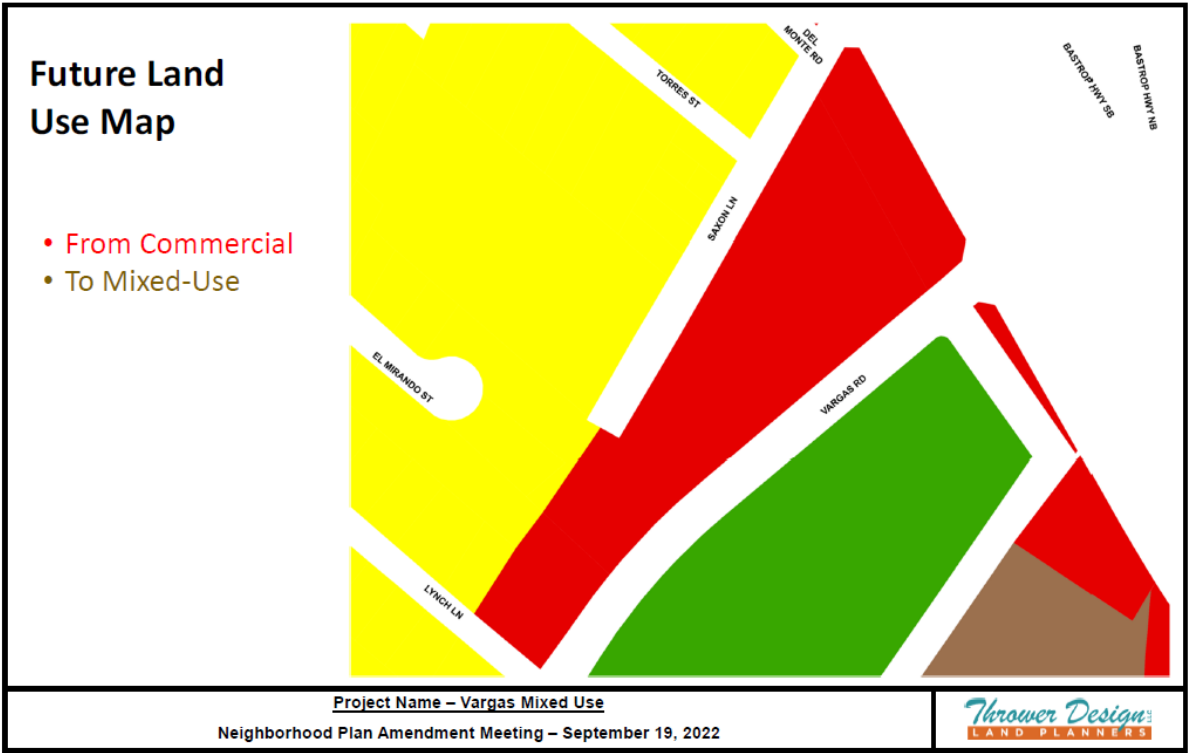 Future Land
Use Map
• From Commercial
• To Mixed-Use
DEL
MONTE RD
BASTROP HWY SB
BASTROP HWY NB
TORRES ST
SAXON LN
EL MIRANDO ST
VARGAS RD
LYNCH LN
Project Name – Vargas Mixed Use
Neighborhood Plan Amendment Meeting – September 19, 2022
Thrower Design LLC
LAND PLANNERS